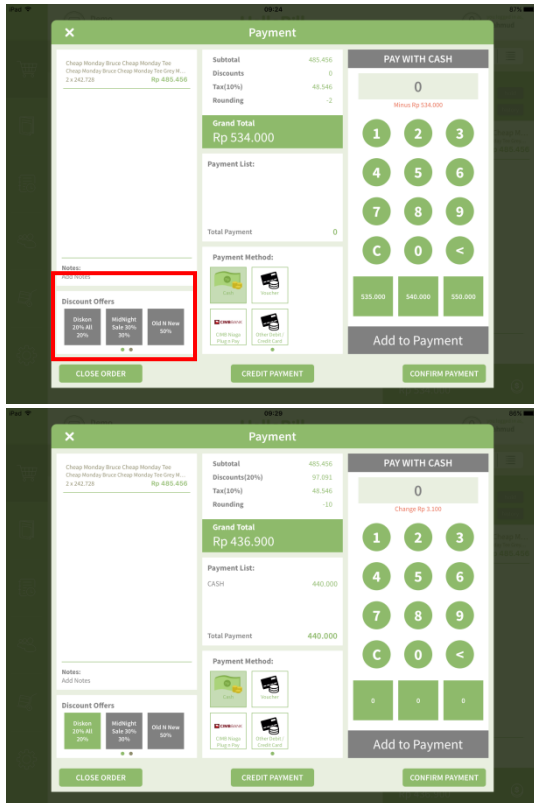 iPad
09:24
87%
Payment
Cheap Monday Bruce Cheap Monday Tee
Cheap Monday Bruce Cheap Monday Tee Grey M...
2 x 242.728 Rp 485.456
Notes:
Add Notes
Discount Offers
Diskon 20% All 20%
MidNight Sale 30% 30%
Old N New 50%
CLOSE ORDER
Subtotal 485.456
Discounts 0
Tax(10%) 48.546
Rounding -2
Grand Total
Rp 534.000
Payment List:
Total Payment 0
Payment Method:
Cash
Voucher
CIMB BANK
CIMB Niaga Plug n Pay
Other Debit / Credit Card
CREDIT PAYMENT
PAY WITH CASH
0
Minus Rp 534.000
1 2 3
4 5 6
7 8 9
C 0 <
535.000 540.000 550.000
Add to Payment
CONFIRM PAYMENT
iPad
09:29
86%
Payment
Cheap Monday Bruce Cheap Monday Tee
Cheap Monday Bruce Cheap Monday Tee Grey M...
2 x 242.728 Rp 485.456
Notes:
Add Notes
Discount Offers
Diskon 20% All 20%
MidNight Sale 30% 30%
Old N New 50%
CLOSE ORDER
Subtotal 485.456
Discounts(20%) 97.091
Tax(10%) 48.546
Rounding -10
Grand Total
Rp 436.900
Payment List:
CASH 440.000
Total Payment 440.000
Payment Method:
Cash
Voucher
CIMB BANK
CIMB Niaga Plug n Pay
Other Debit / Credit Card
CREDIT PAYMENT
PAY WITH CASH
0
Change Rp 3.100
1 2 3
4 5 6
7 8 9
C 0 <
0 0 0
Add to Payment
CONFIRM PAYMENT